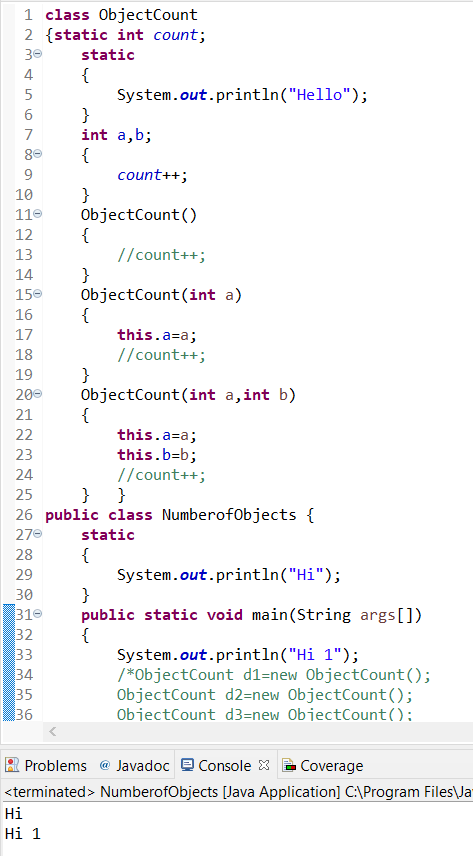 1 class ObjectCount
2 {static int count;
3 static
4 {
5 System.out.println("Hello");
6 }
7 int a,b;
8 {
9 count++;
10 }
11 ObjectCount()
12 {
13 //count++;
14 }
15 ObjectCount(int a)
16 {
17 this.a=a;
18 //count++;
19 }
20 ObjectCount(int a,int b)
21 {
22 this.a=a;
23 this.b=b;
24 //count++;
25 } }
26 public class NumberofObjects {
27 static
28 {
29 System.out.println("Hi");
30 }
31 public static void main(String args[])
32 {
33 System.out.println("Hi 1");
34 /*ObjectCount d1=new ObjectCount();
35 ObjectCount d2=new ObjectCount();
36 ObjectCount d3=new ObjectCount();
Problems @ Javadoc Console Coverage
<terminated> NumberofObjects [Java Application] C:\Program Files\Ja
Hi
Hi 1